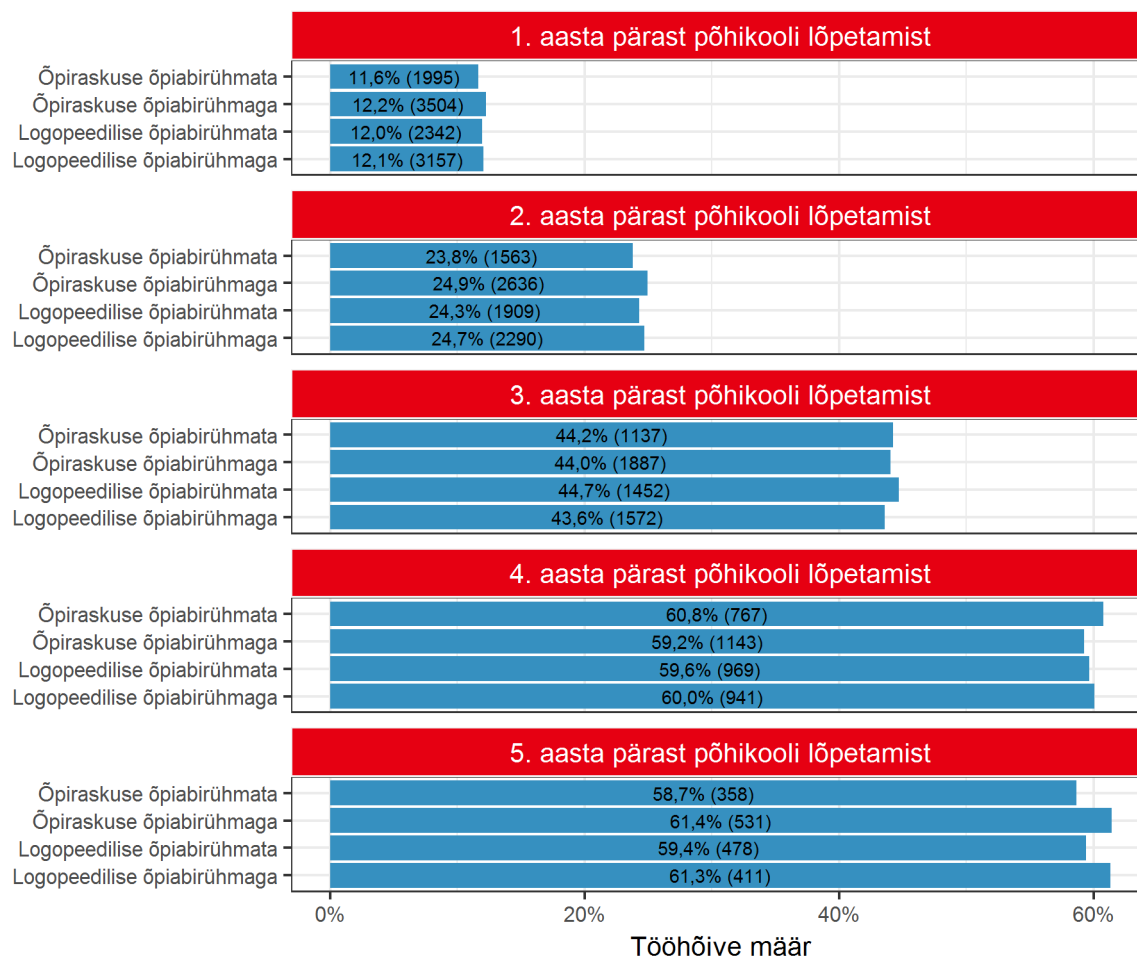 1. aasta pärast põhikooli lõpetamist
Õpiraskuse õpiabirühmata 11,6% (1995)
Õpiraskuse õpiabirühmaga 12,2% (3504)
Logopeedilise õpiabirühmata 12,0% (2342)
Logopeedilise õpiabirühmaga 12,1% (3157)
2. aasta pärast põhikooli lõpetamist
Õpiraskuse õpiabirühmata 23,8% (1563)
Õpiraskuse õpiabirühmaga 24,9% (2636)
Logopeedilise õpiabirühmata 24,3% (1909)
Logopeedilise õpiabirühmaga 24,7% (2290)
3. aasta pärast põhikooli lõpetamist
Õpiraskuse õpiabirühmata 44,2% (1137)
Õpiraskuse õpiabirühmaga 44,0% (1887)
Logopeedilise õpiabirühmata 44,7% (1452)
Logopeedilise õpiabirühmaga 43,6% (1572)
4. aasta pärast põhikooli lõpetamist
Õpiraskuse õpiabirühmata 60,8% (767)
Õpiraskuse õpiabirühmaga 59,2% (1143)
Logopeedilise õpiabirühmata 59,6% (969)
Logopeedilise õpiabirühmaga 60,0% (941)
5. aasta pärast põhikooli lõpetamist
Õpiraskuse õpiabirühmata 58,7% (358)
Õpiraskuse õpiabirühmaga 61,4% (531)
Logopeedilise õpiabirühmata 59,4% (478)
Logopeedilise õpiabirühmaga 61,3% (411)
0% 20% 40% 60%
Tööhõive määr